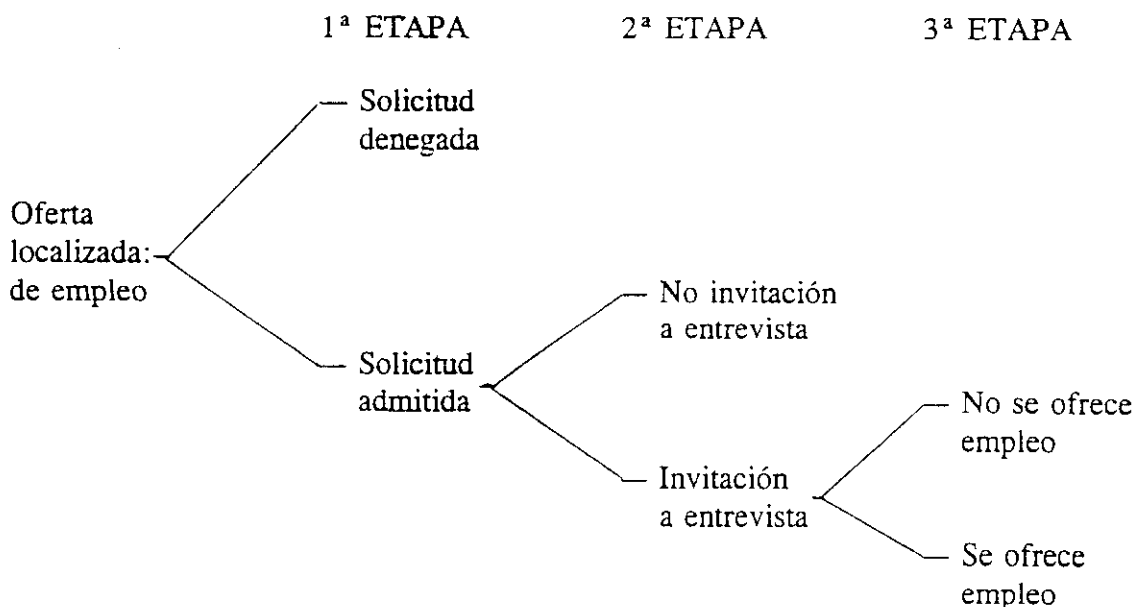 1ª ETAPA 2ª ETAPA 3ª ETAPA
Solicitud
denegada
Oferta
localizada:
de empleo
No invitación
a entrevista
Solicitud
admitida
No se ofrece
empleo
Invitación
a entrevista
Se ofrece
empleo